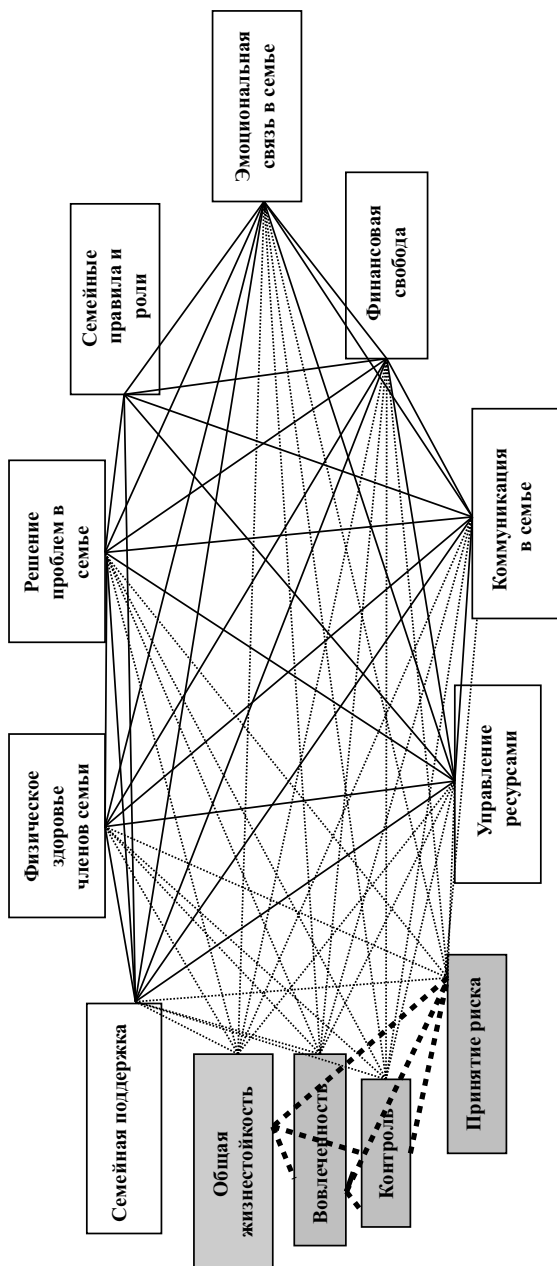 Семейная поддержка
Физическое
здоровье
членов семьи
Решение
проблем в
семье
Семейные
правила и
роли
Эмоциональная
связь в семье
Общая
жизнестойкость
Вовлеченность
Контроль
Принятие риска
Управление
ресурсами
Коммуникация
в семье
Финансовая
свобода